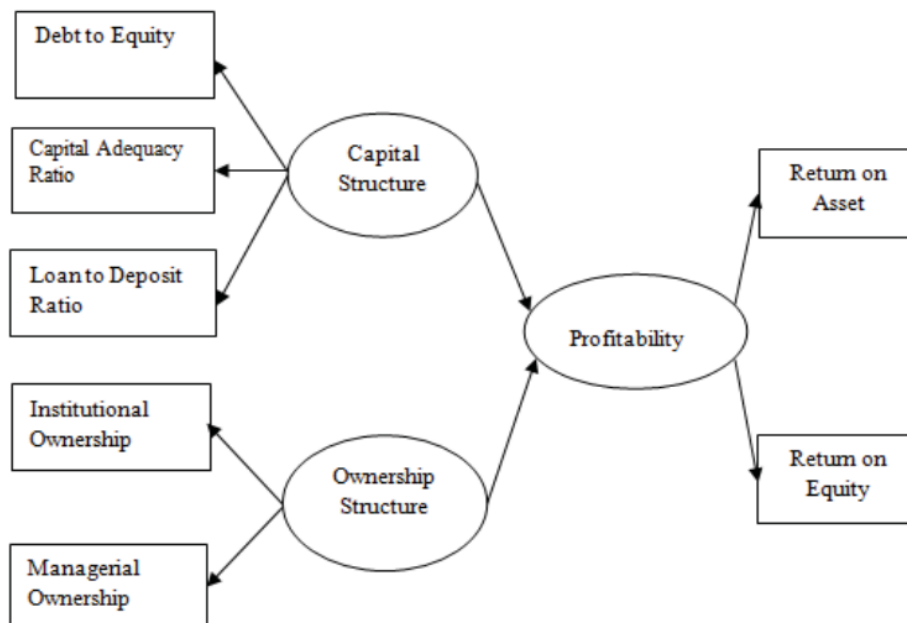 Debt to Equity
Capital Adequacy
Ratio
Loan to Deposit
Ratio
Institutional
Ownership
Managerial
Ownership
Capital
Structure
Ownership
Structure
Profitability
Return on
Asset
Return on
Equity